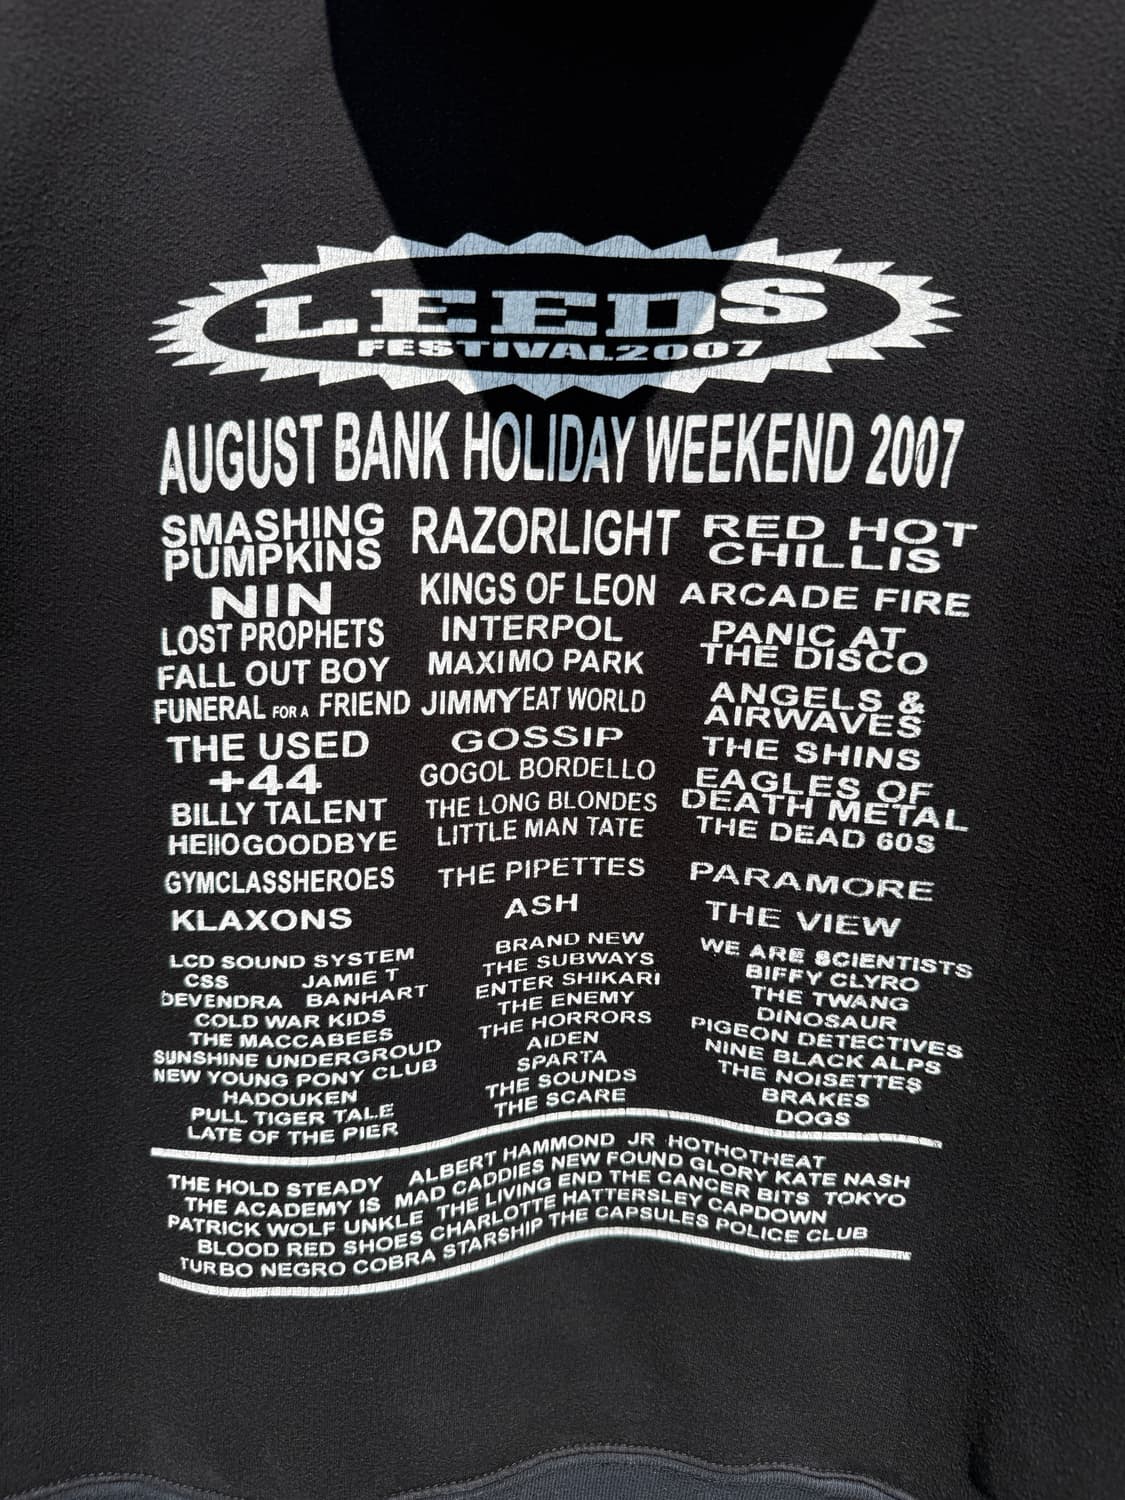 LEEDS
FESTIVAL2007
AUGUST BANK HOLIDAY WEEKEND 2007
SMASHING
PUMPKINS
NIN
LOST PROPHETS
FALL OUT BOY
FUNERAL FOR A FRIEND
THE USED
+44
BILLY TALENT
HEllOGOODBYE
GYMCLASSHEROES
KLAXONS
LCD SOUND SYSTEM
CSS JAMIE T
DEVENDRA BANHART
COLD WAR KIDS
THE MACCABEES
SUNSHINE UNDERGROUD
NEW YOUNG PONY CLUB
HADOUKEN
PULL TIGER TALE
LATE OF THE PIER
RAZORLIGHT
KINGS OF LEON
INTERPOL
MAXIMO PARK
JIMMY EAT WORLD
GOSSIP
GOGOL BORDELLO
THE LONG BLONDES
LITTLE MAN TATE
THE PIPETTES
ASH
BRAND NEW
THE SUBWAYS
ENTER SHIKARI
THE ENEMY
THE HORRORS
AIDEN
SPARTA
THE SOUNDS
THE SCARE
RED HOT
CHILLIS
ARCADE FIRE
PANIC AT
THE DISCO
ANGELS &
AIRWAVES
THE SHINS
EAGLES OF
DEATH METAL
THE DEAD 60S
PARAMORE
THE VIEW
WE ARE SCIENTISTS
BIFFY CLYRO
THE TWANG
DINOSAUR
PIGEON DETECTIVES
NINE BLACK ALPS
THE NOISETTES
BRAKES
DOGS
THE HOLD STEADY ALBERT HAMMOND JR HOTHOTHEAT
THE ACADEMY IS MAD CADDIES NEW FOUND GLORY KATE NASH
PATRICK WOLF UNKLE THE LIVING END THE CANCER BITS TOKYO
BLOOD RED SHOES CHARLOTTE HATTERSLEY CAPDOWN
TURBO NEGRO COBRA STARSHIP THE CAPSULES POLICE CLUB